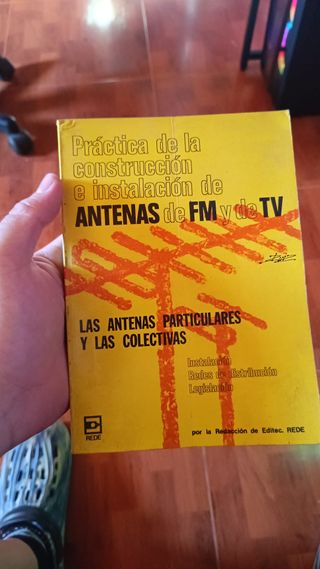 Práctica de la
construcción
e instalación de
ANTENAS de FM y de TV
LAS ANTENAS PARTICULARES
Y LAS COLECTIVAS
Instalación
Redes de distribución
Legislación
REDE
por la Redacción de Editec. REDE